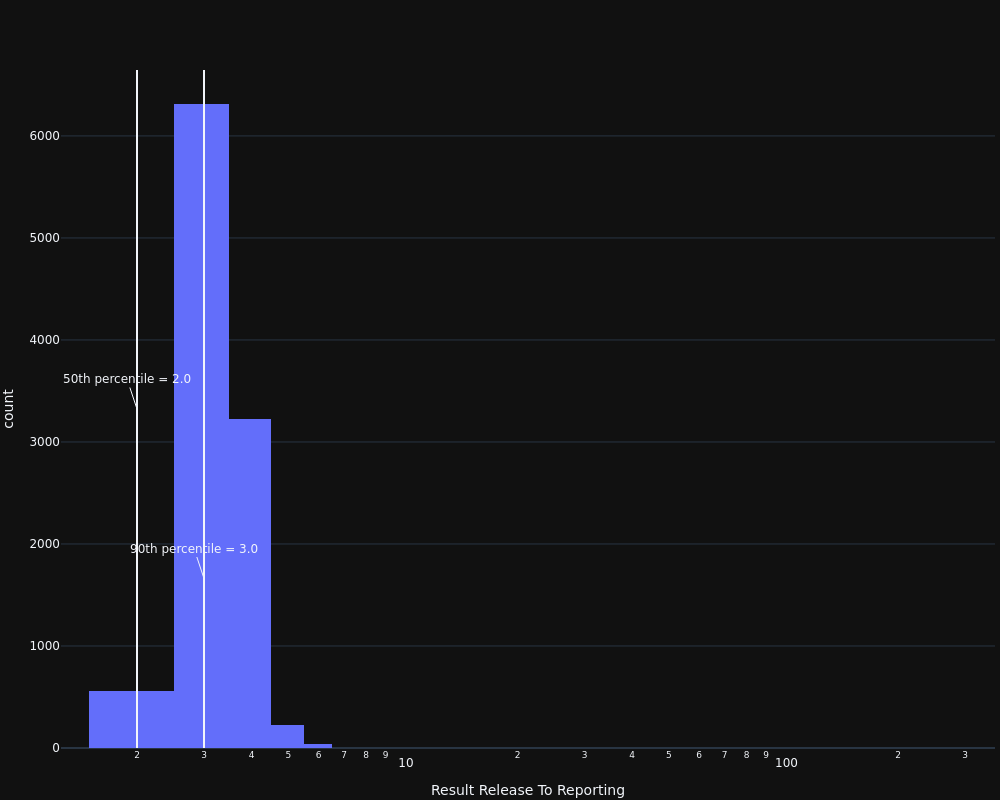 6000
5000
4000
50th percentile = 2.0
count
3000
2000
90th percentile = 3.0
1000
0
2 3 4 5 6 7 8 9 10 2 3 4 5 6 7 8 9 100 2 3
Result Release To Reporting